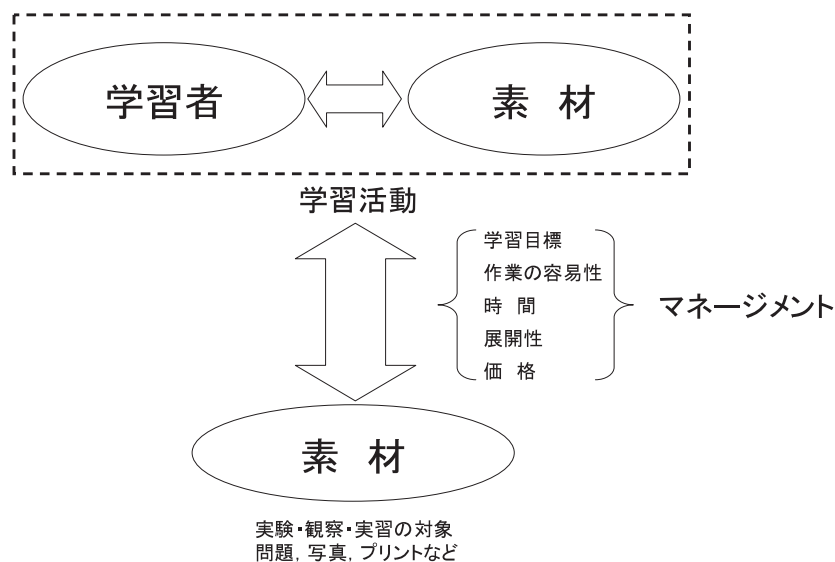 学習者
素 材
学習活動
学習目標
作業の容易性
時 間
展開性
価 格
マネージメント
素 材
実験・観察・実習の対象
問題, 写真, プリントなど